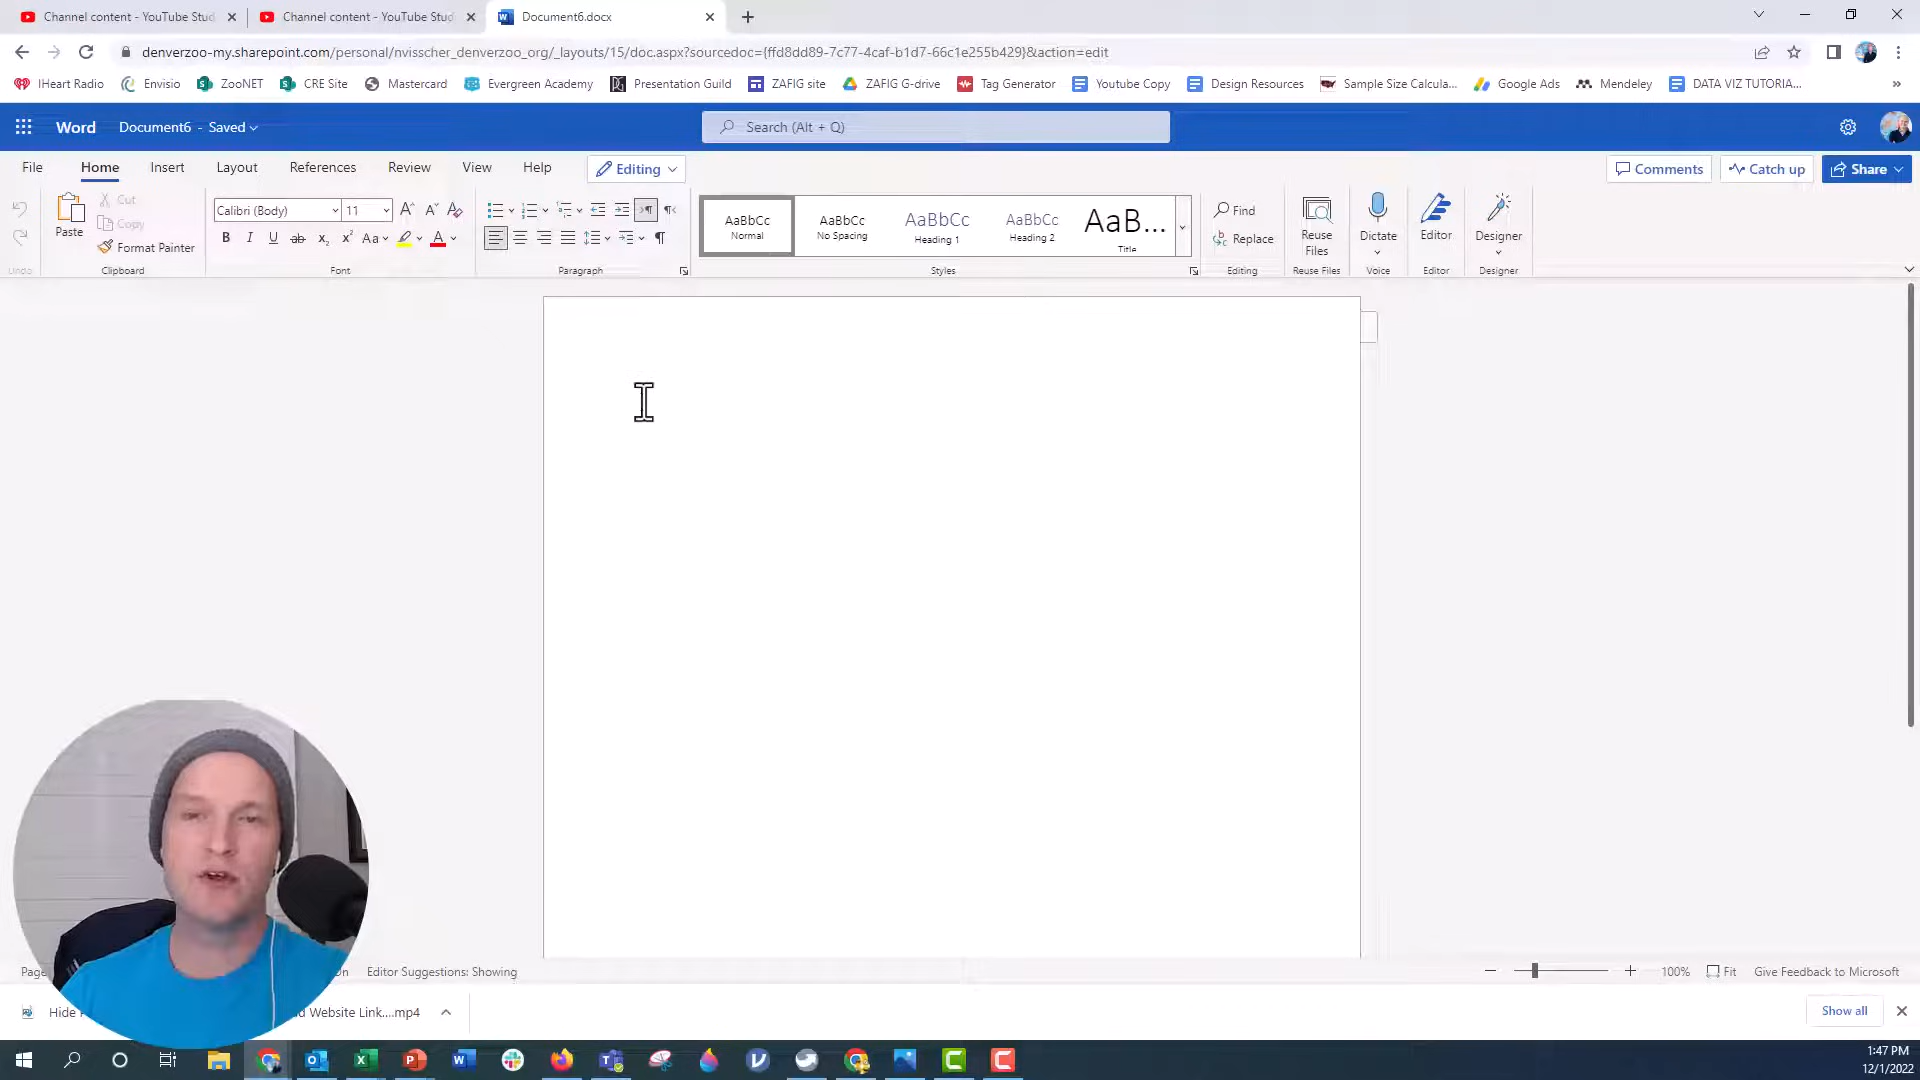 Channel content - YouTube Stud
Channel content - YouTube Stud
Document6.docx
denverzoo-my.sharepoint.com/personal/nvisscher_denverzoo_org/_layouts/15/doc.aspx?sourcedoc={ffd8dd89-7c77-4caf-b1d7-66c1e255b429}&action=edit
IHeart Radio Envisio ZooNET CRE Site Mastercard Evergreen Academy Presentation Guild ZAFIG site ZAFIG G-drive Tag Generator Youtube Copy Design Resources Sample Size Calcula... Google Ads Mendeley DATA VIZ TUTORIA... »
Word Document6 - Saved Search (Alt + Q)
File Home Insert Layout References Review View Help Editing Comments Catch up Share
Paste Cut Copy Format Painter
Calibri (Body) 11
B I U ab x₂ x² Aa A
AaBbCc Normal
AaBbCc No Spacing
AaBbCc Heading 1
AaBbCc Heading 2
AaB... Title
Find
Replace
Reuse Files
Dictate
Editor
Designer
Undo Clipboard Font Paragraph Styles Editing Reuse Files Voice Editor Designer
Editor Suggestions: Showing 100% Fit Give Feedback to Microsoft
Hide Website Link....mp4 Show all
1:47 PM
12/1/2022